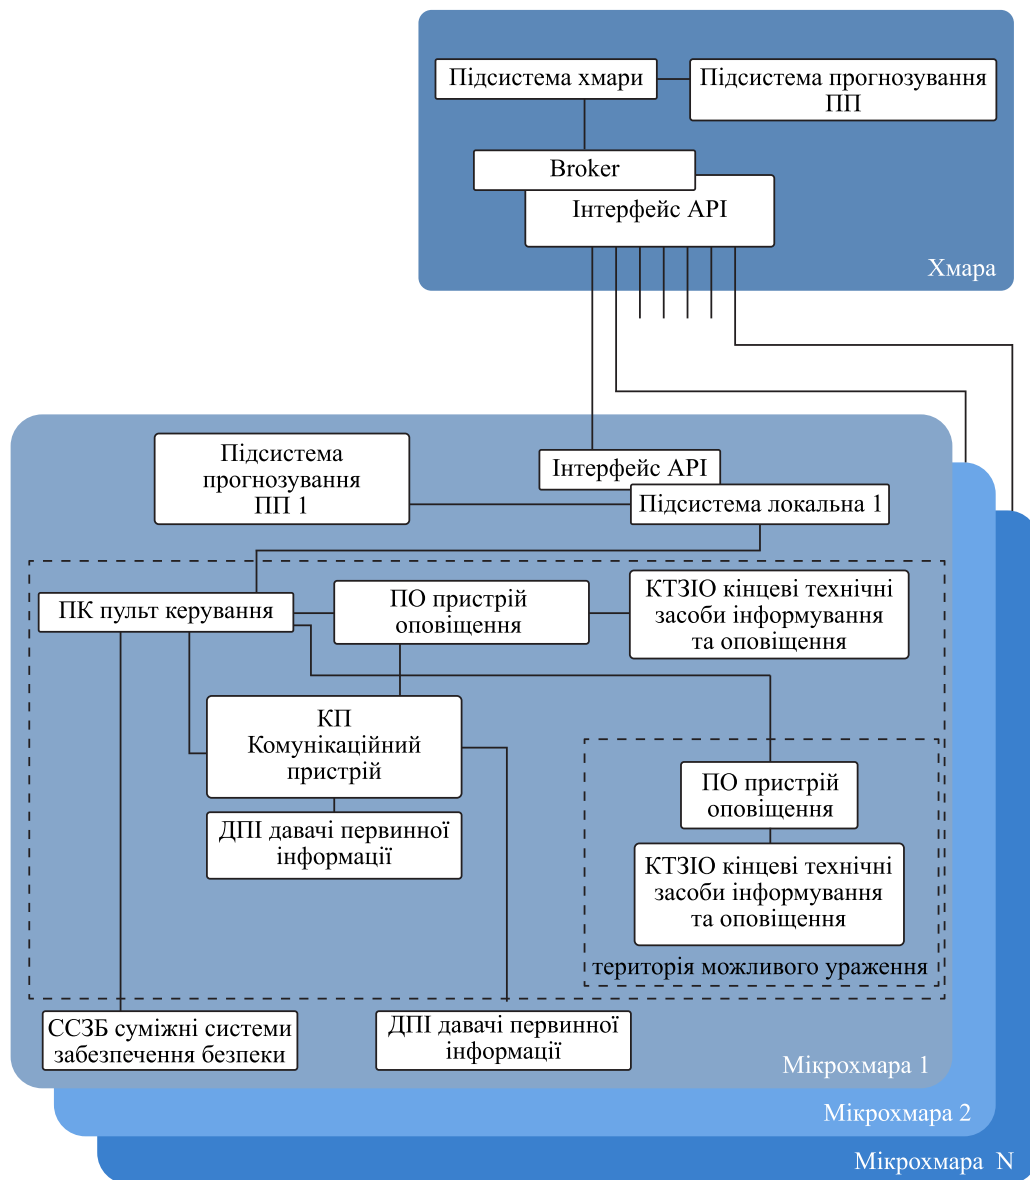 Підсистема хмари
Підсистема прогнозування
ПП
Broker
Інтерфейс API
Хмара
Підсистема
прогнозування
ПП 1
Інтерфейс API
Підсистема локальна 1
ПК пульт керування
ПО пристрій
оповіщення
КТЗІО кінцеві технічні
засоби інформування
та оповіщення
КП
Комунікаційний
пристрій
ДПІ давачі первинної
інформації
ПО пристрій
оповіщення
КТЗІО кінцеві технічні
засоби інформування
та оповіщення
територія можливого ураження
ССЗБ суміжні системи
забезпечення безпеки
ДПІ давачі первинної
інформації
Мікрохмара 1
Мікрохмара 2
Мікрохмара N